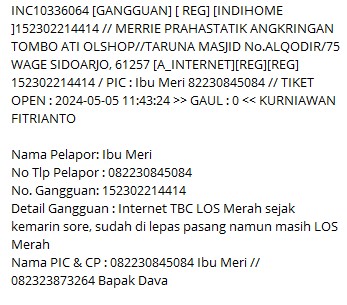 INC10336064 [GANGGUAN] [ REG] [INDIHOME
]152302214414 // MERRIE PRAHASTATIK ANGKRINGAN
TOMBO ATI OLSHOP//TARUNA MASJID No.ALQODIR/75
WAGE SIDOARJO, 61257 [A_INTERNET][REG][REG]
152302214414 / PIC : Ibu Meri 82230845084 // TIKET
OPEN : 2024-05-05 11:43:24 >> GAUL : 0 << KURNIAWAN
FITRIANTO

Nama Pelapor: Ibu Meri
No Tlp Pelapor : 082230845084
No. Gangguan: 152302214414
Detail Gangguan : Internet TBC LOS Merah sejak
kemarin sore, sudah di lepas pasang namun masih LOS
Merah
Nama PIC & CP : 082230845084 Ibu Meri //
082323873264 Bapak Dava